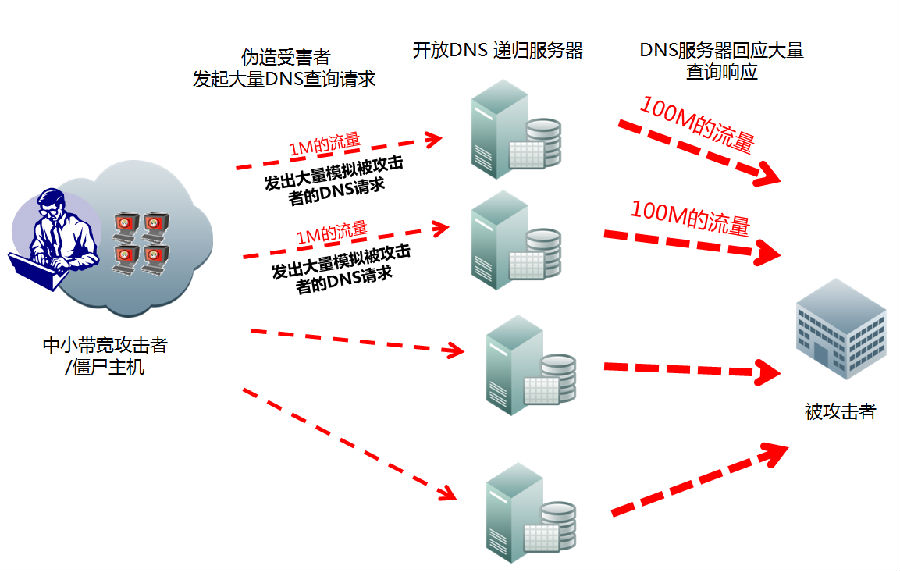 伪造受害者
发起大量DNS查询请求
开放DNS 递归服务器
DNS服务器回应大量
查询响应
1M的流量
发出大量模拟被攻击
者的DNS请求
100M的流量
1M的流量
发出大量模拟被攻击
者的DNS请求
100M的流量
中小带宽攻击者
/僵尸主机
被攻击者